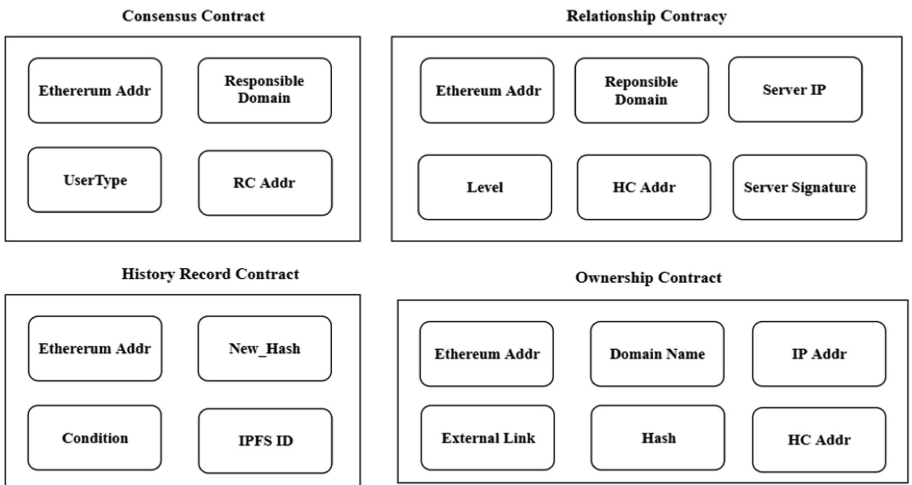 Consensus Contract
Relationship Contracy
Ethererum Addr
Responsible
Domain
UserType
RC Addr
Ethereum Addr
Reponsible
Domain
Server IP
Level
HC Addr
Server Signature
History Record Contract
Ownership Contract
Ethererum Addr
New_Hash
Condition
IPFS ID
Ethereum Addr
Domain Name
IP Addr
External Link
Hash
HC Addr